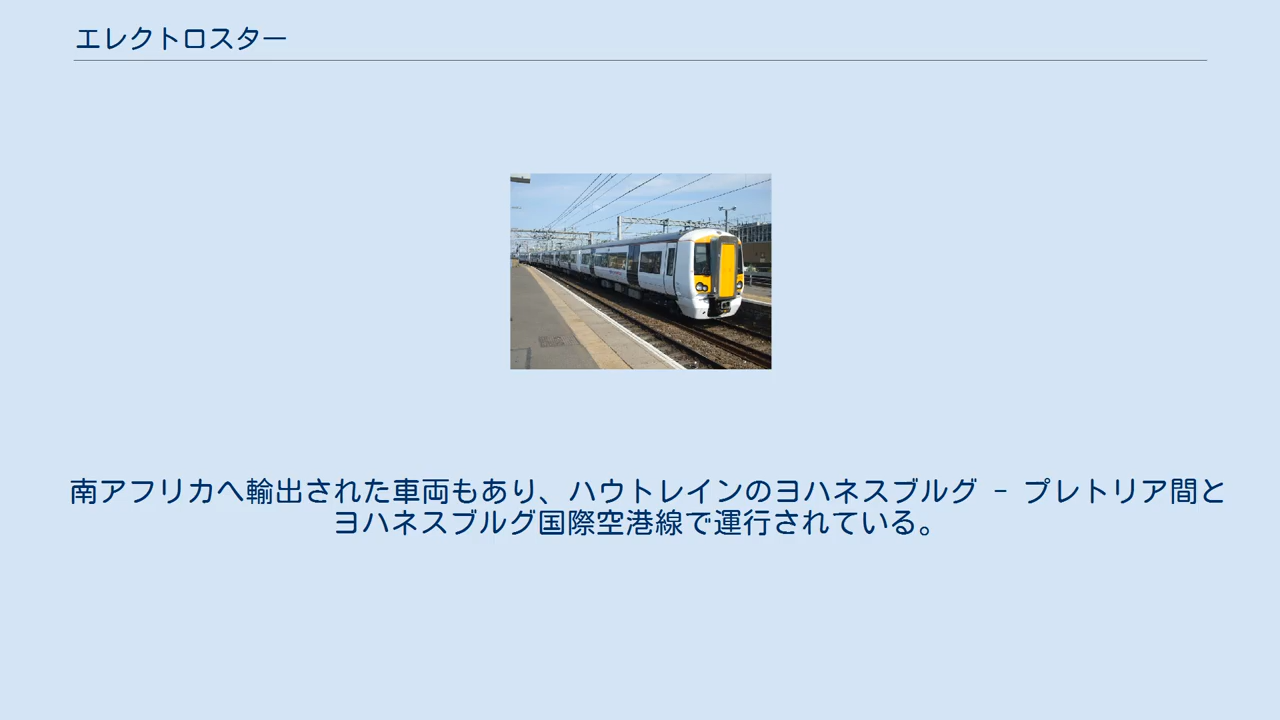 エレクトロスター
南アフリカへ輸出された車両もあり、ハウトレインのヨハネスブルグ － プレトリア間と
ヨハネスブルグ国際空港線で運行されている。